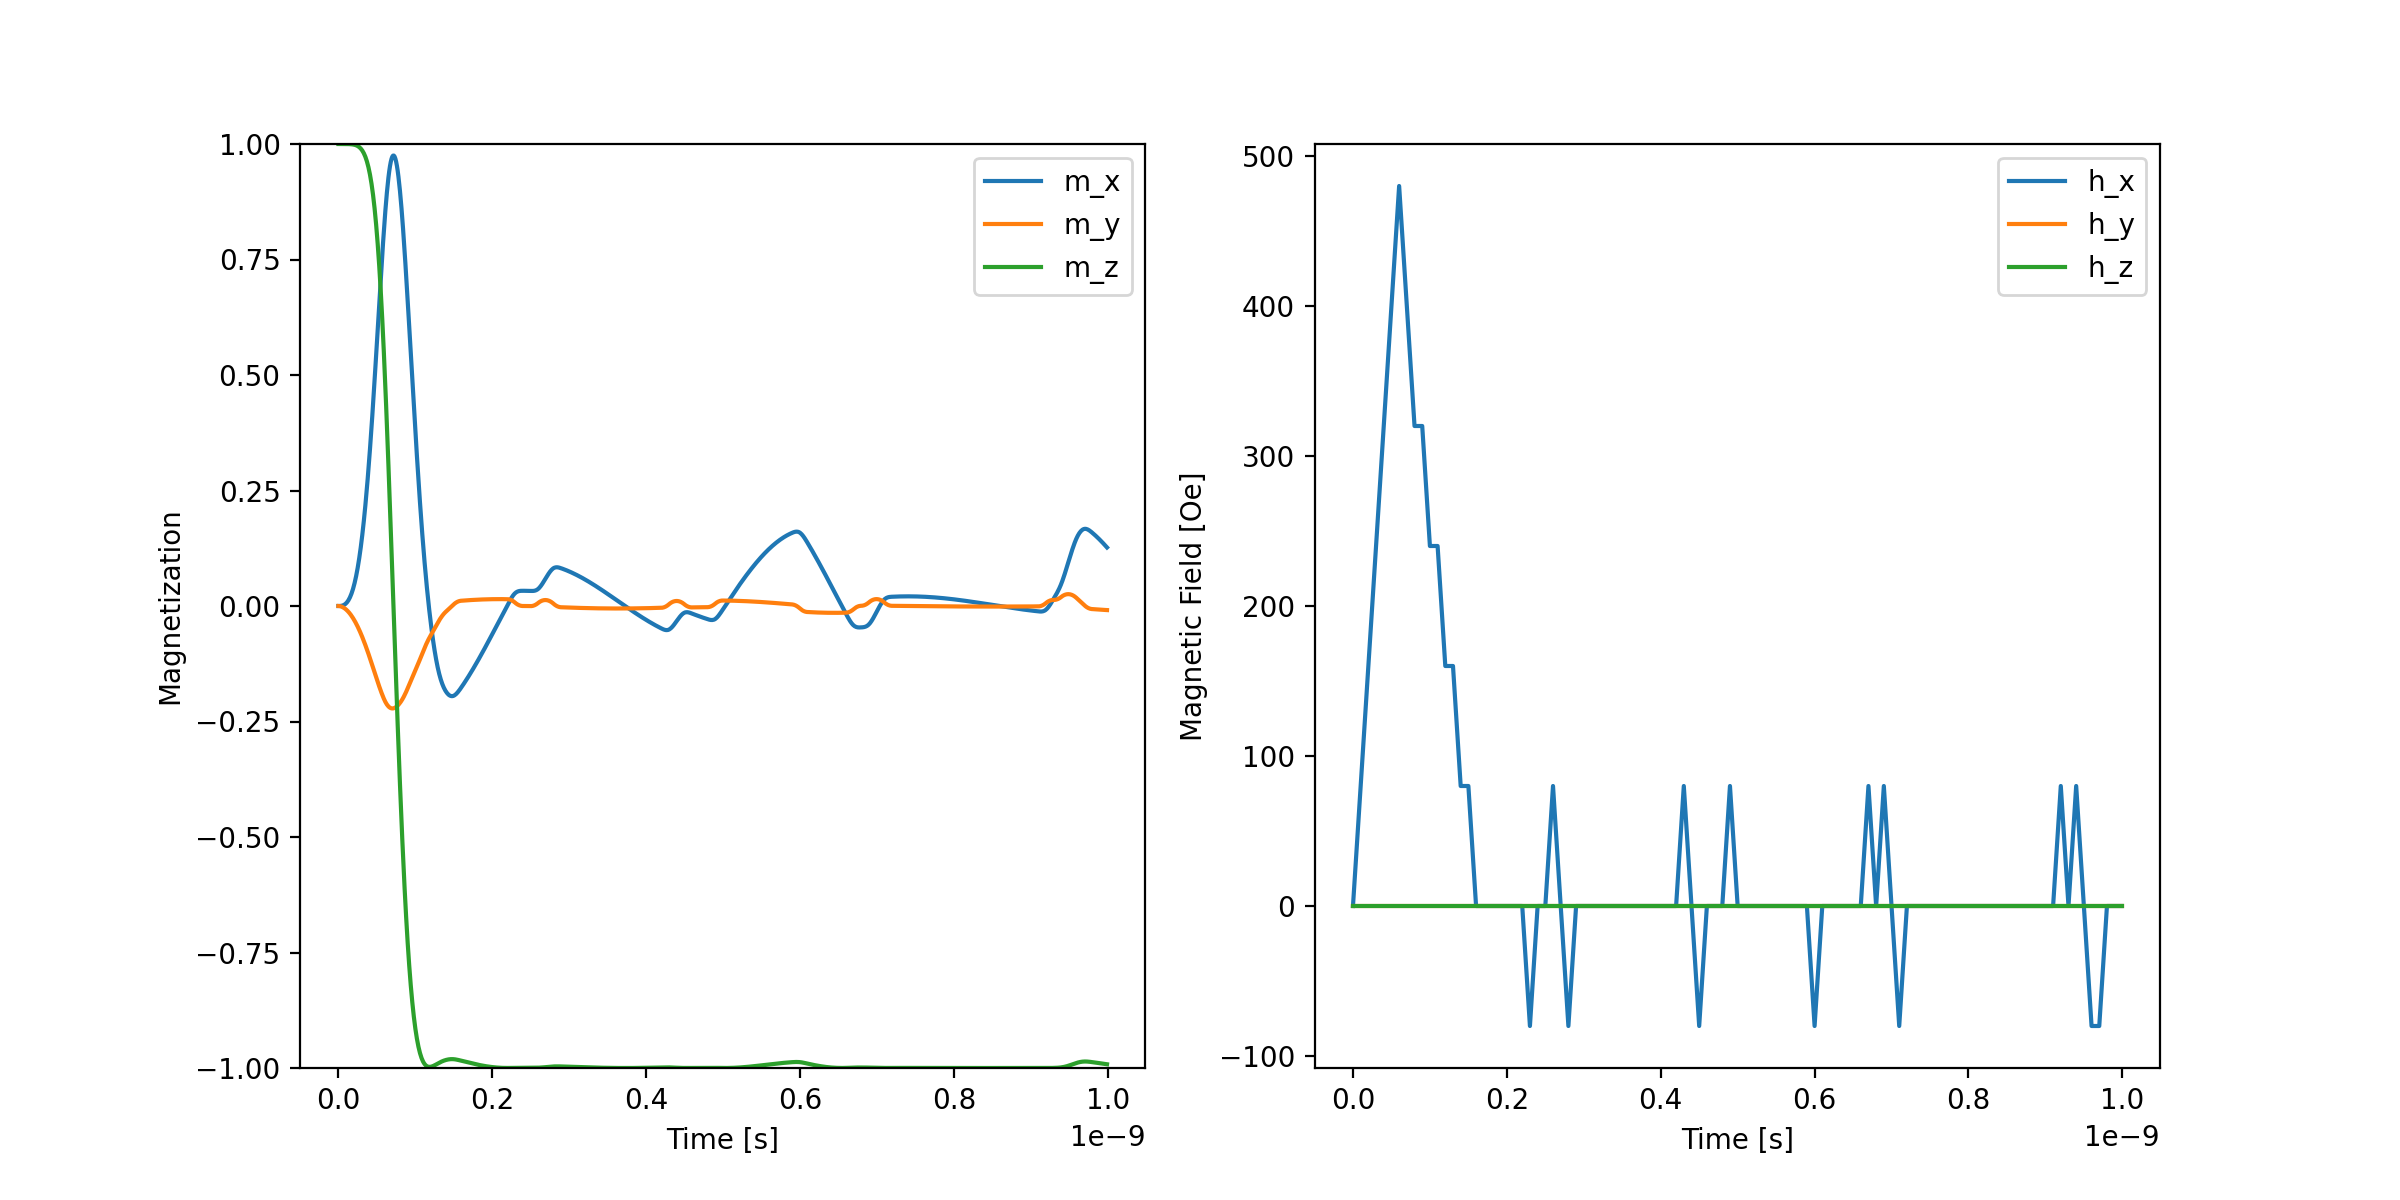 1.00
0.75
0.50
0.25
0.00
−0.25
−0.50
−0.75
−1.00
Magnetization
m_x
m_y
m_z
0.0 0.2 0.4 0.6 0.8 1.0
1e−9
Time [s]
500
400
300
200
100
0
−100
Magnetic Field [Oe]
h_x
h_y
h_z
0.0 0.2 0.4 0.6 0.8 1.0
1e−9
Time [s]